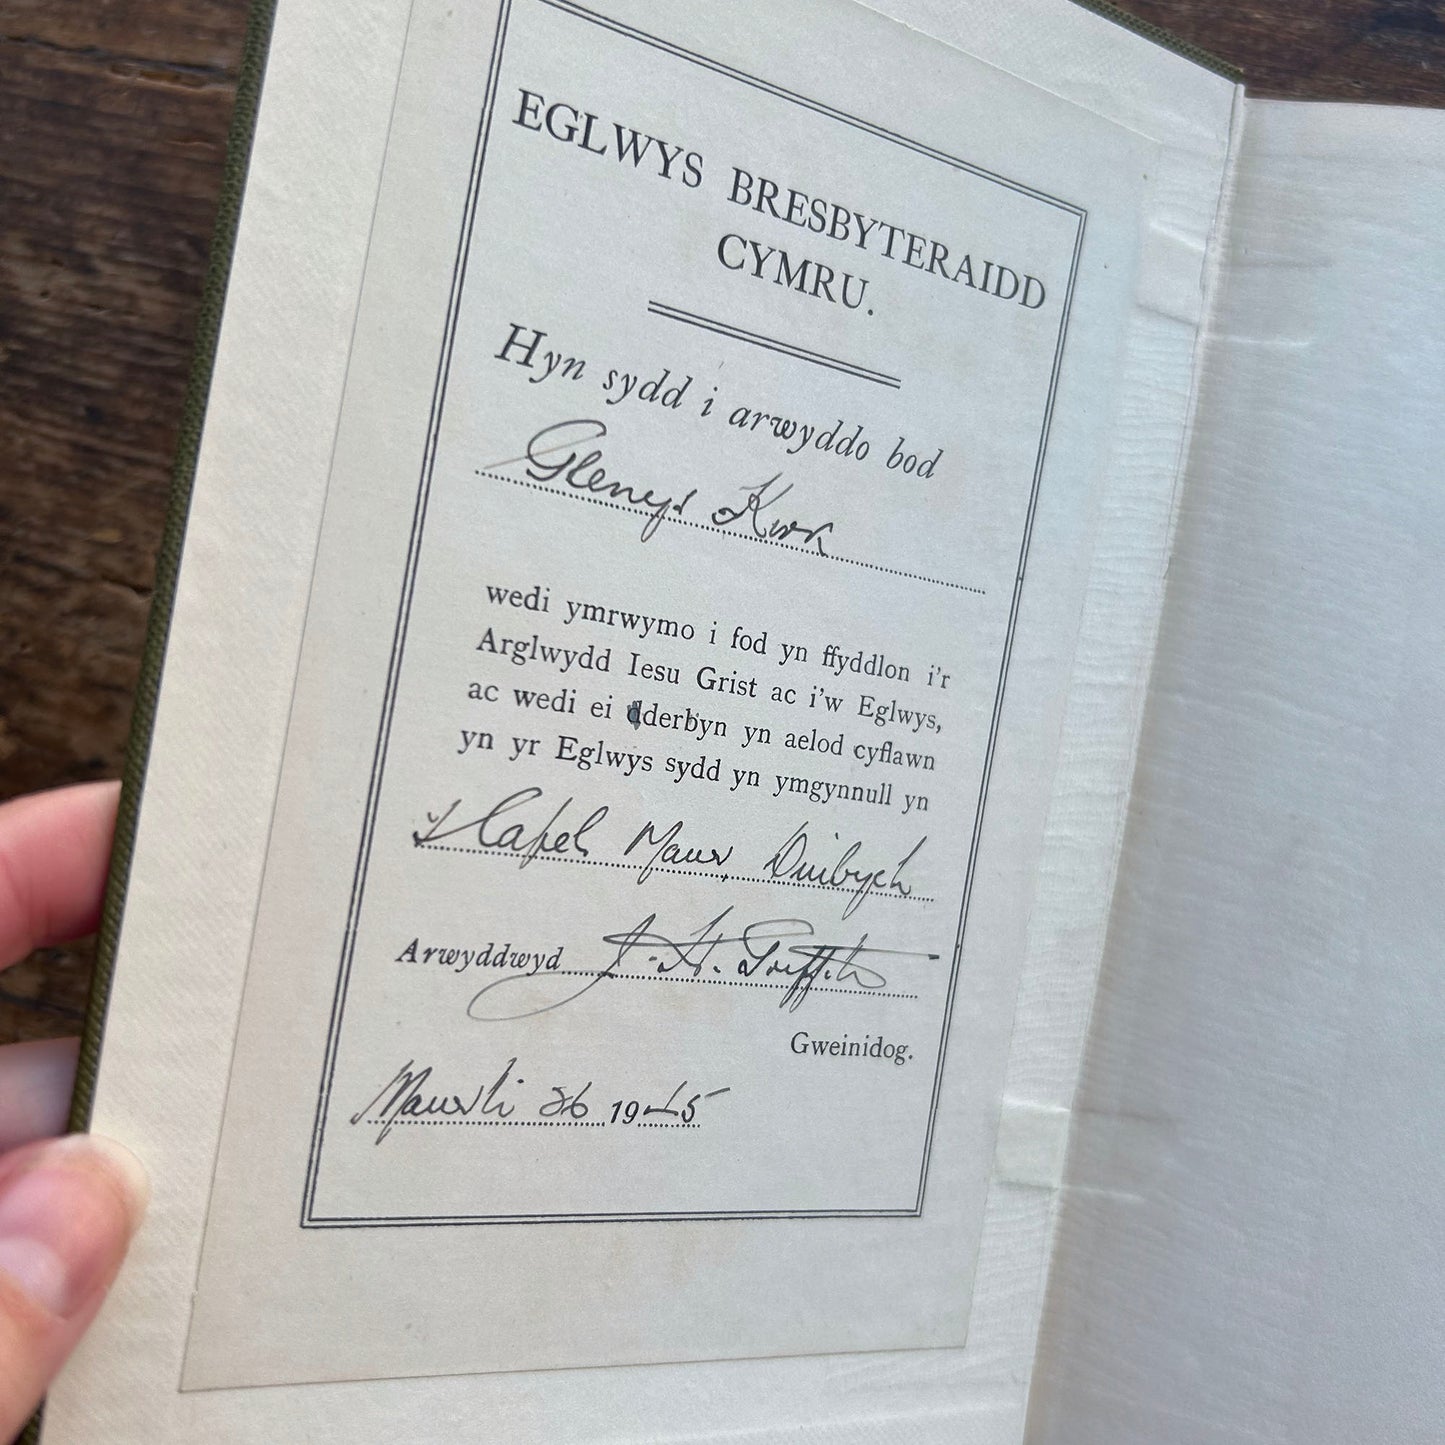 EGLWYS BRESBYTERAIDD
CYMRU.
Hyn sydd i arwyddo bod
Glenys Kirk
wedi ymrwymo i fod yn ffyddlon i'r
Arglwydd Iesu Grist ac i'w Eglwys,
ac wedi ei dderbyn yn aelod cyflawn
yn yr Eglwys sydd yn ymgynnull yn
y Capel Mawr, Dinbych
Arwyddwyd J. H. Griffith
Gweinidog.
Mawrth 26 1945